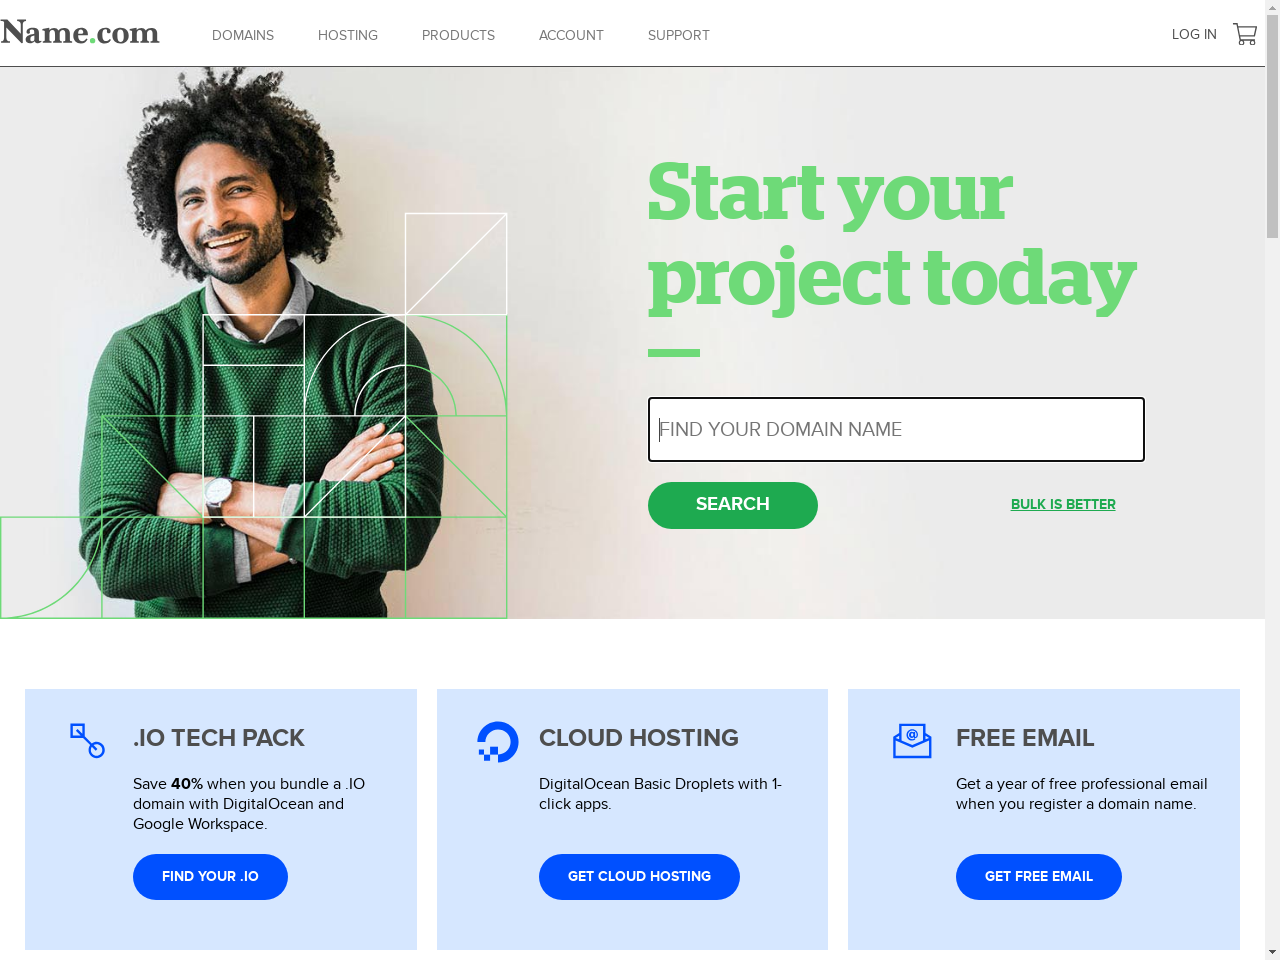 Name.com
DOMAINS
HOSTING
PRODUCTS
ACCOUNT
SUPPORT
LOG IN
Start your
project today
FIND YOUR DOMAIN NAME
SEARCH
BULK IS BETTER
.IO TECH PACK
Save 40% when you bundle a .IO
domain with DigitalOcean and
Google Workspace.
FIND YOUR .IO
CLOUD HOSTING
DigitalOcean Basic Droplets with 1-
click apps.
GET CLOUD HOSTING
FREE EMAIL
Get a year of free professional email
when you register a domain name.
GET FREE EMAIL